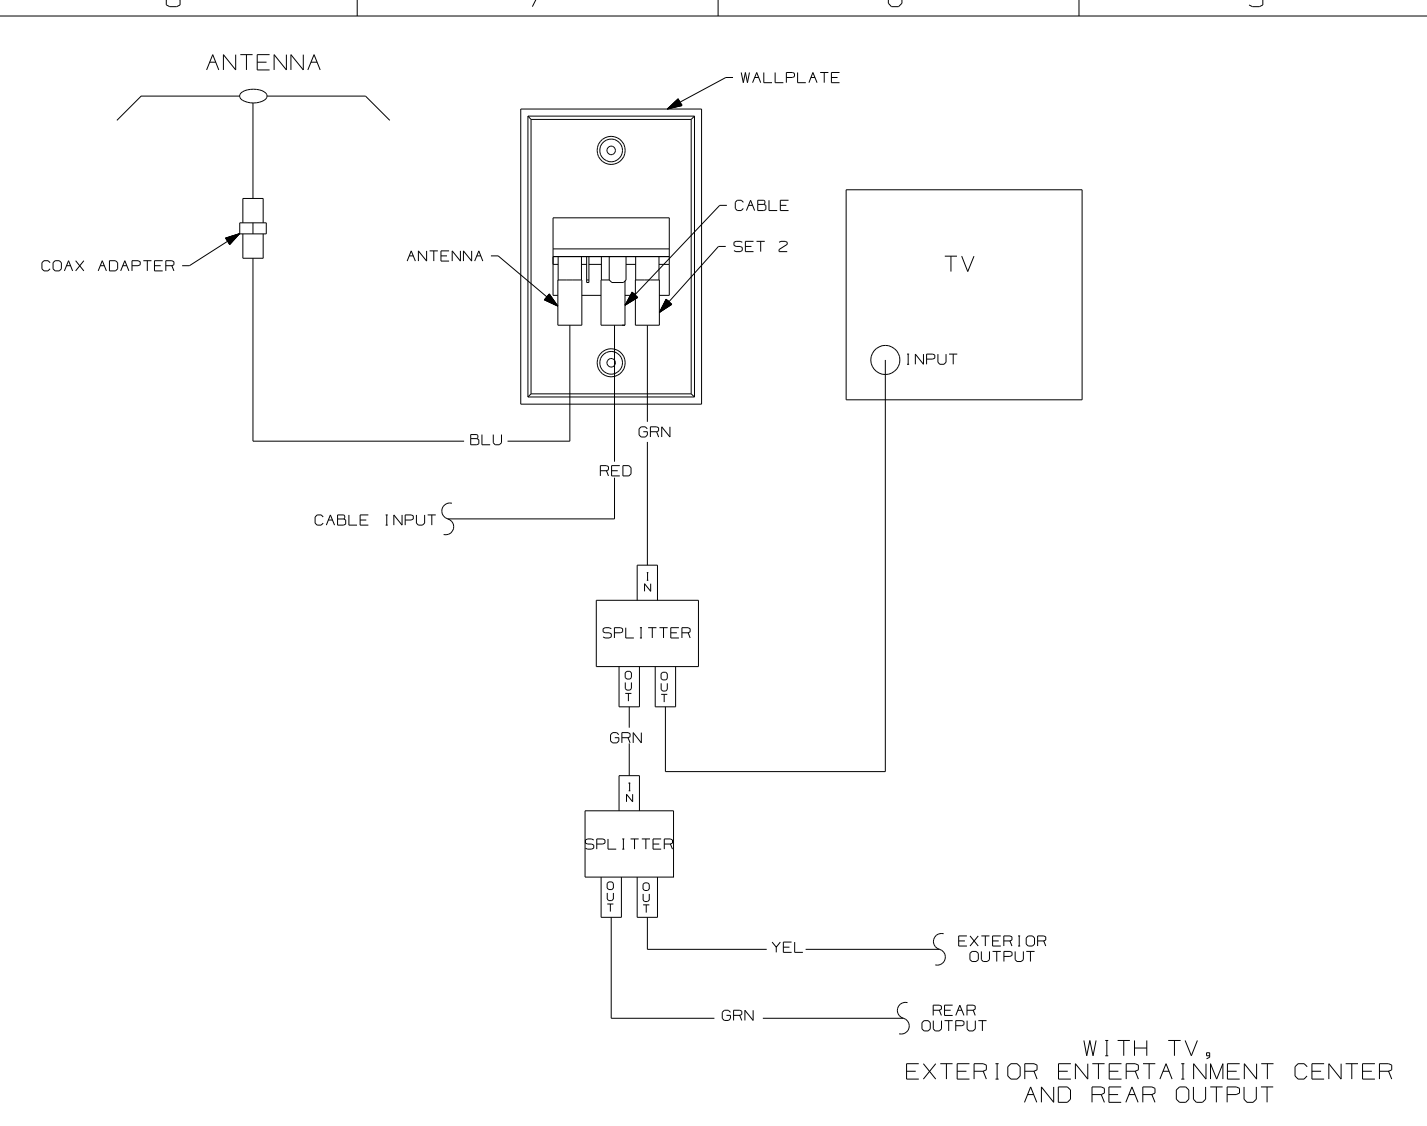 ANTENNA
WALLPLATE
CABLE
SET 2
ANTENNA
COAX ADAPTER
TV
INPUT
BLU
GRN
RED
CABLE INPUT
IN
SPLITTER
OUT
OUT
GRN
IN
SPLITTER
OUT
OUT
YEL
EXTERIOR
OUTPUT
GRN
REAR
OUTPUT
WITH TV,
EXTERIOR ENTERTAINMENT CENTER
AND REAR OUTPUT